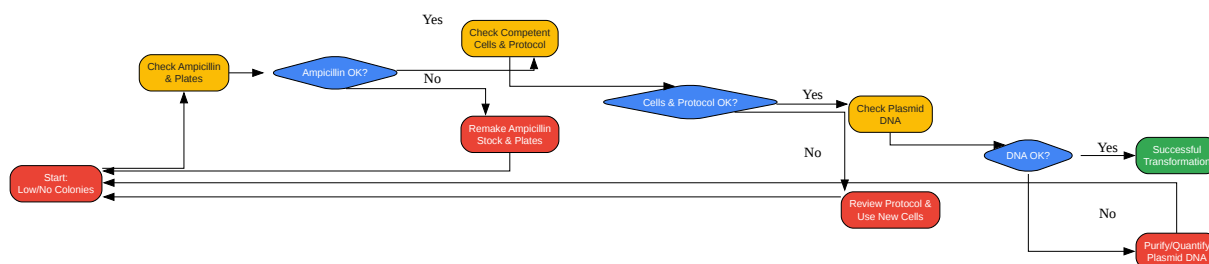 Yes
Check Competent
Cells & Protocol
Check Ampicillin
& Plates
Ampicillin OK?
No
Remake Ampicillin
Stock & Plates
Cells & Protocol OK?
Yes
Check Plasmid
DNA
No
DNA OK?
Yes
Successful
Transformation
Start:
Low/No Colonies
Review Protocol &
Use New Cells
No
Purify/Quantify
Plasmid DNA